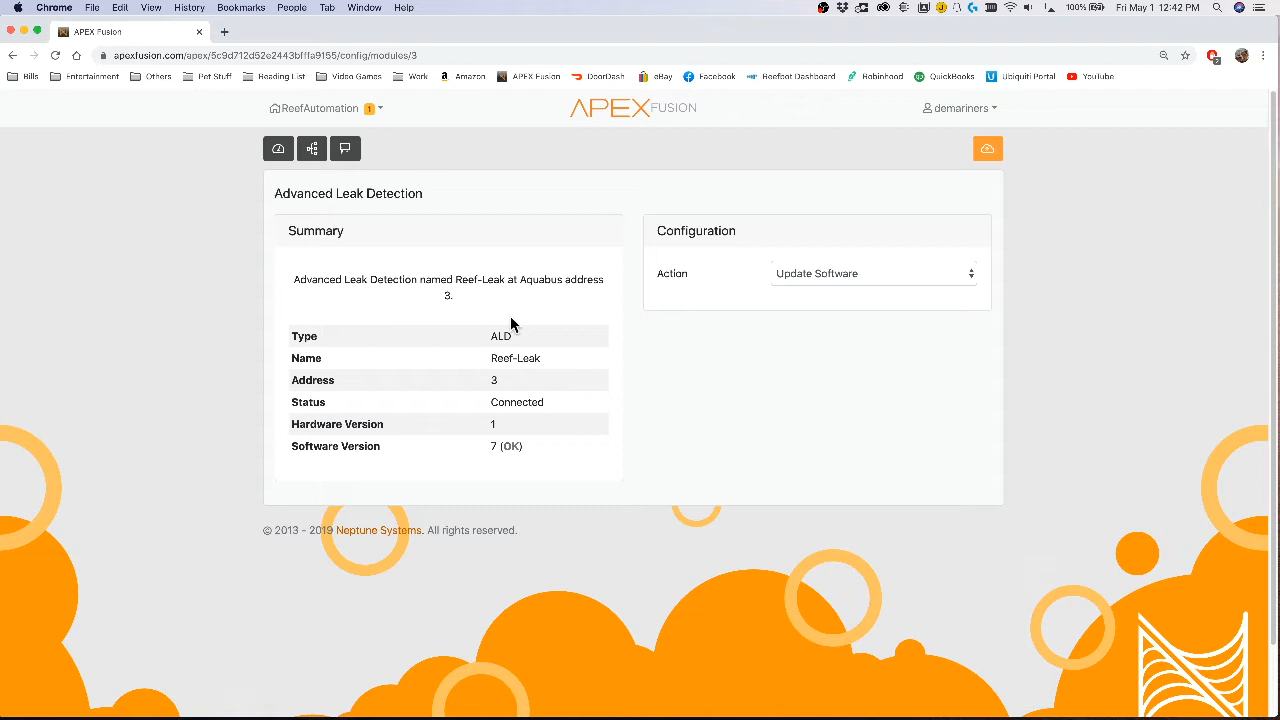 Chrome File Edit View History Bookmarks People Tab Window Help 100% Fri May 1 12:42 PM
APEX Fusion
apexfusion.com/apex/5c9d712d52e2443bfffa9155/config/modules/3
Bills Entertainment Others Pet Stuff Reading List Video Games Work Amazon APEX Fusion DoorDash eBay Facebook Reefbot Dashboard Robinhood QuickBooks Ubiquiti Portal YouTube
ReefAutomation 1 APEX FUSION demariners
Advanced Leak Detection
Summary
Advanced Leak Detection named Reef-Leak at Aquabus address
3.
Type ALD
Name Reef-Leak
Address 3
Status Connected
Hardware Version 1
Software Version 7 (OK)
Configuration
Action Update Software
© 2013 - 2019 Neptune Systems. All rights reserved.